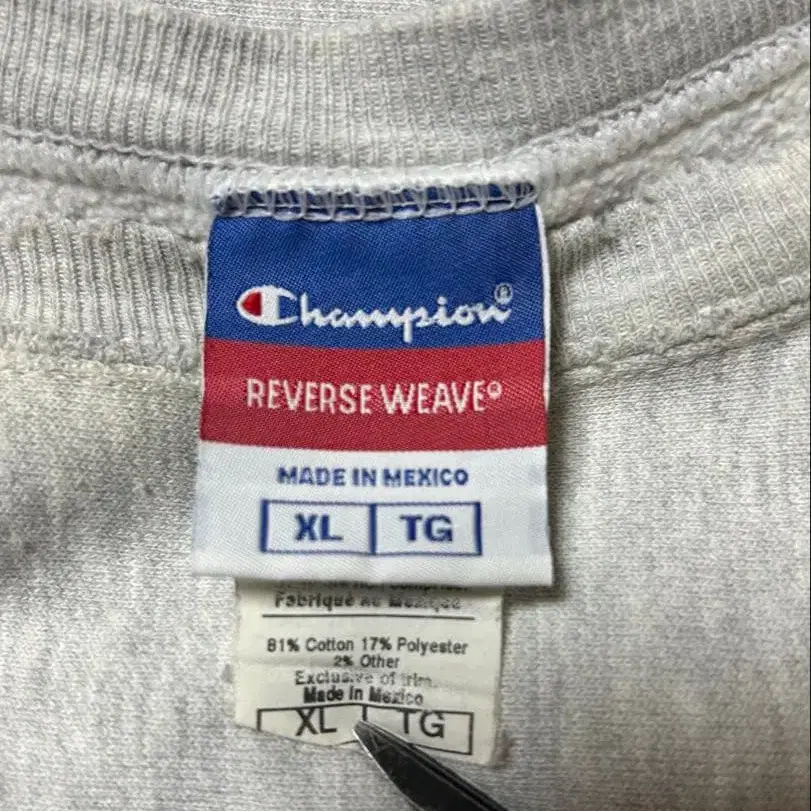 Champion®
REVERSE WEAVE®
MADE IN MEXICO
XL TG
Fabriqué au Mexique
81% Cotton 17% Polyester
2% Other
Exclusive of trim.
Made In Mexico
XL TG